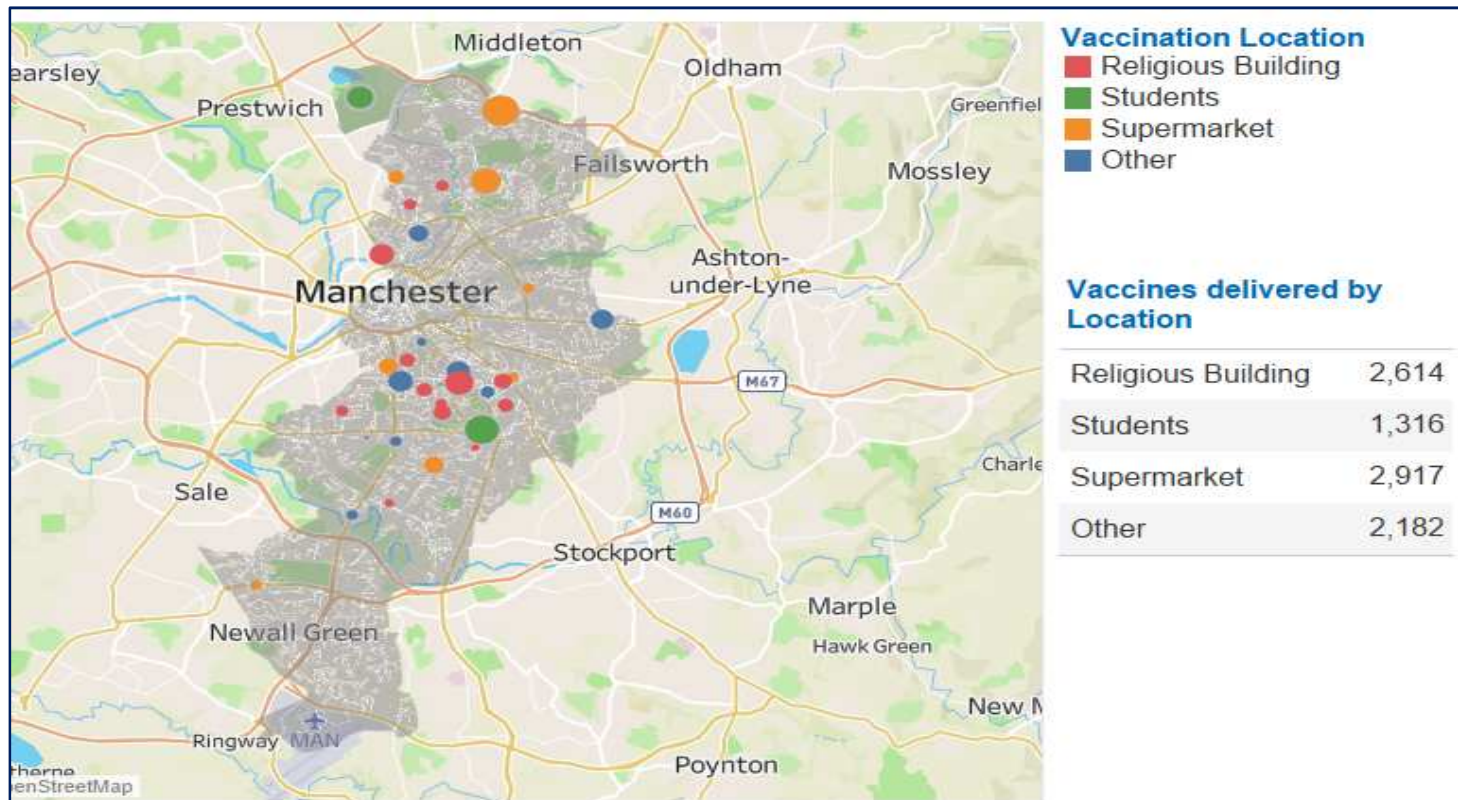 Middleton
earsley
Oldham
Prestwich
Greenfiel
Failsworth
Mossley
Ashton-
under-Lyne
Manchester
M67
Charle
Sale
M60
Stockport
Marple
Newall Green
Hawk Green
New M
Ringway MAN
Poynton
therne
enStreetMap
Vaccination Location
Religious Building
Students
Supermarket
Other
Vaccines delivered by
Location
Religious Building 2,614
Students 1,316
Supermarket 2,917
Other 2,182